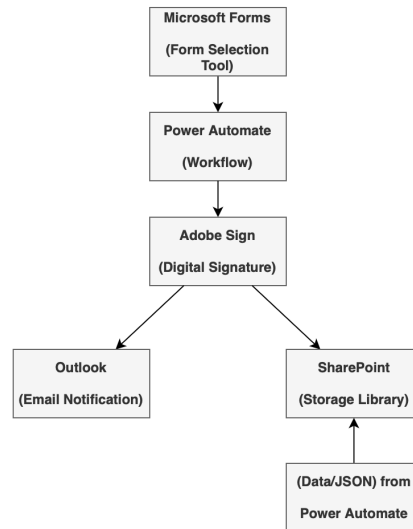 Microsoft Forms
(Form Selection
Tool)
Power Automate
(Workflow)
Adobe Sign
(Digital Signature)
Outlook
(Email Notification)
SharePoint
(Storage Library)
(Data/JSON) from
Power Automate